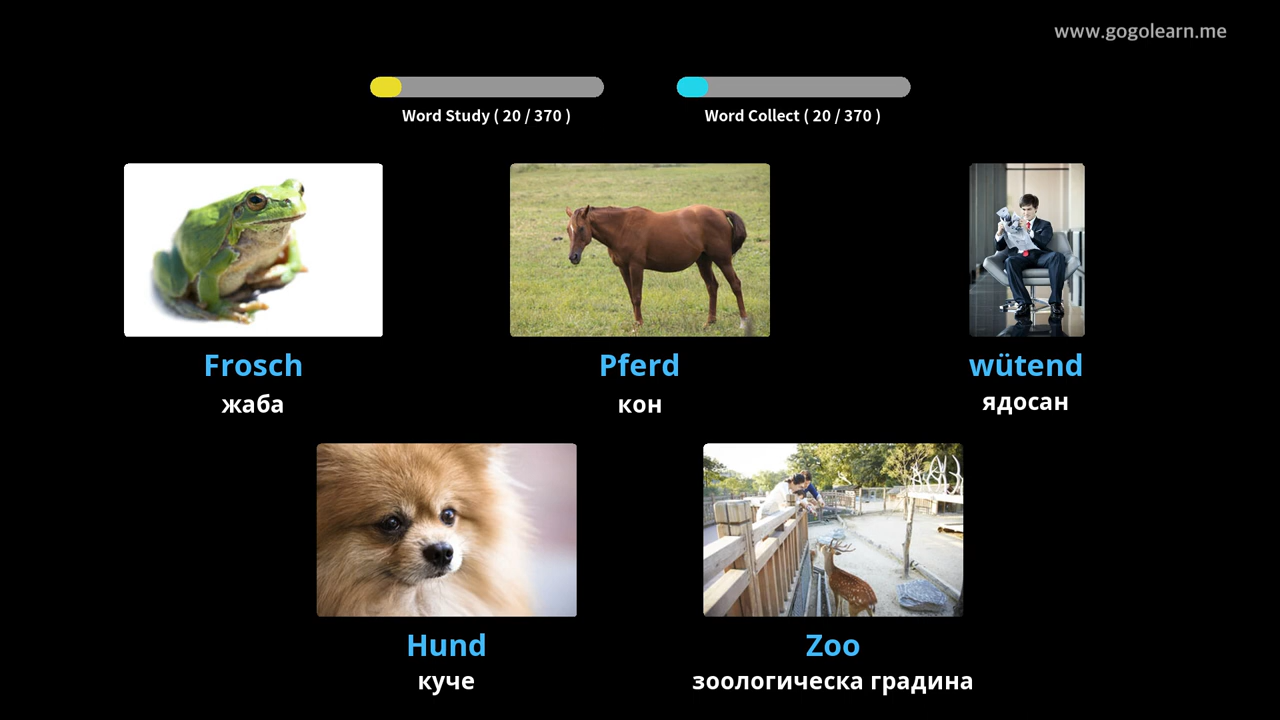 www.gogolearn.me
Word Study ( 20 / 370 )
Word Collect ( 20 / 370 )
Frosch
жаба
Pferd
кон
wütend
ядосан
Hund
куче
Zoo
зоологическа градина